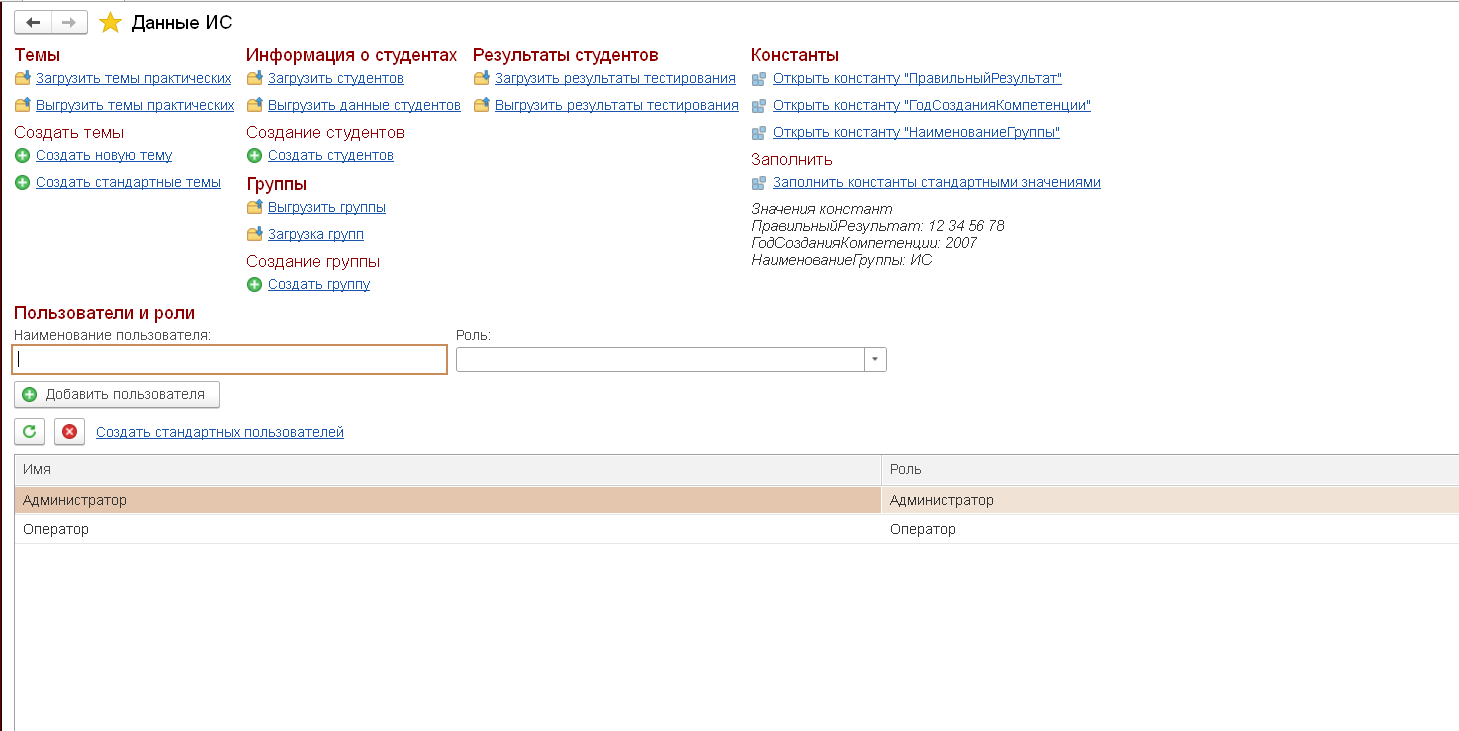 Данные ИС
Темы
Загрузить темы практических
Выгрузить темы практических
Создать темы
Создать новую тему
Создать стандартные темы
Информация о студентах
Загрузить студентов
Выгрузить данные студентов
Создание студентов
Создать студентов
Группы
Выгрузить группы
Загрузка групп
Создание группы
Создать группу
Результаты студентов
Загрузить результаты тестирования
Выгрузить результаты тестирования
Константы
Открыть константу "ПравильныйРезультат"
Открыть константу "ГодСозданияКомпетенции"
Открыть константу "НаименованиеГруппы"
Заполнить
Заполнить константы стандартными значениями
Значения констант
ПравильныйРезультат: 12 34 56 78
ГодСозданияКомпетенции: 2007
НаименованиеГруппы: ИС
Пользователи и роли
Наименование пользователя:
Роль:
Добавить пользователя
Создать стандартных пользователей
Имя Роль
Администратор Администратор
Оператор Оператор